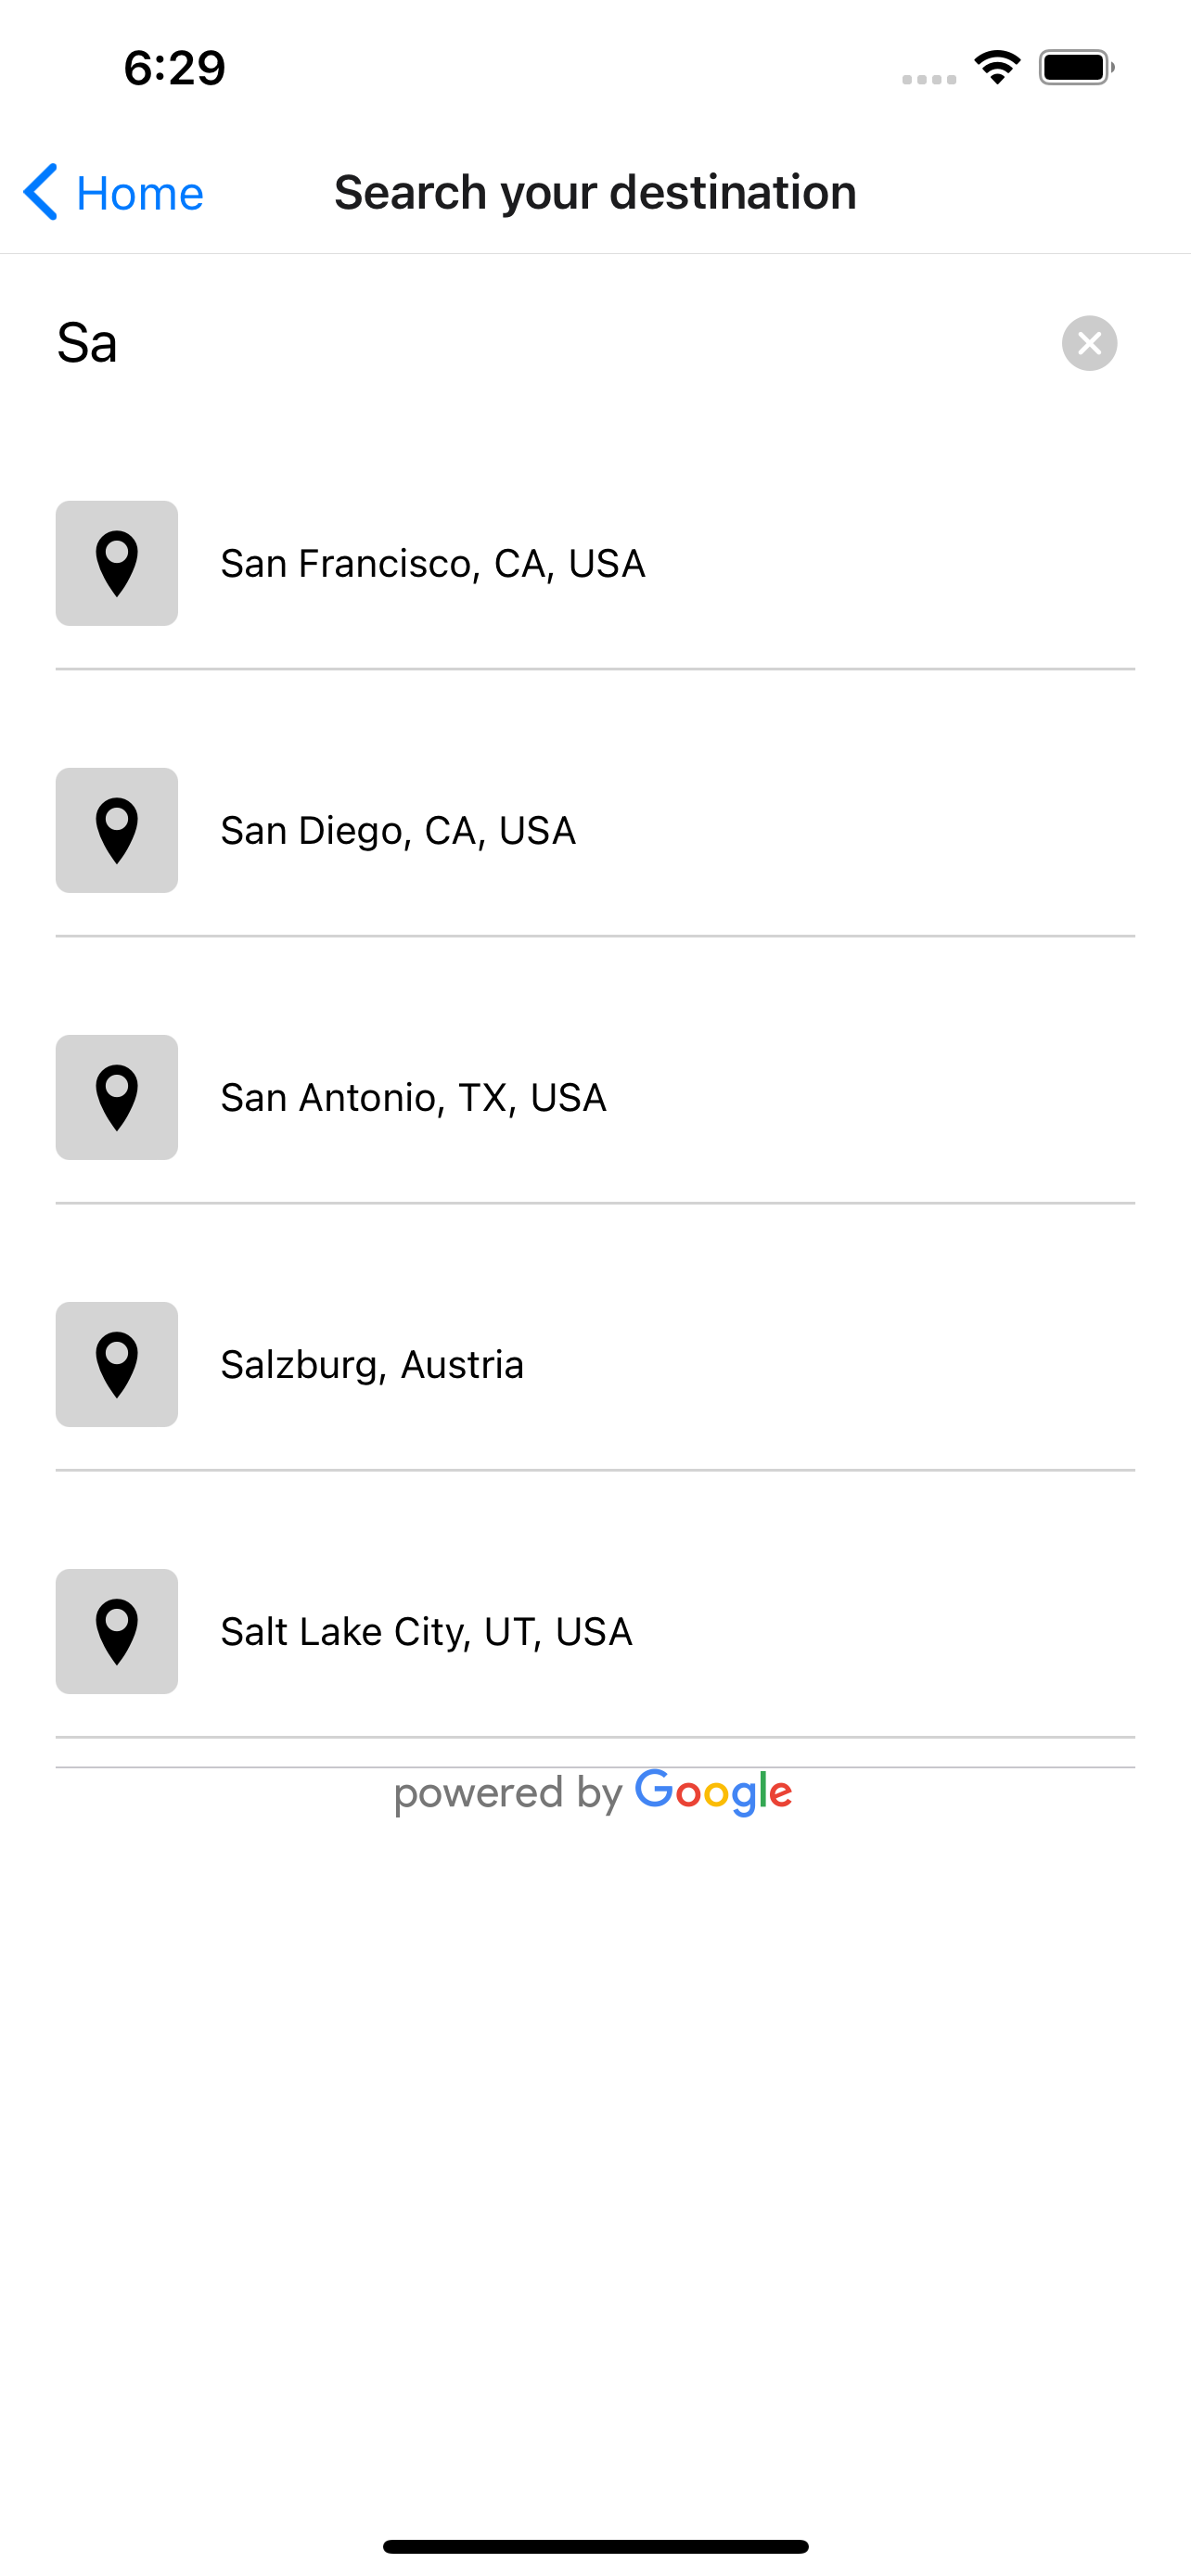 6:29
Home
Search your destination
Sa
San Francisco, CA, USA
San Diego, CA, USA
San Antonio, TX, USA
Salzburg, Austria
Salt Lake City, UT, USA
powered by Google